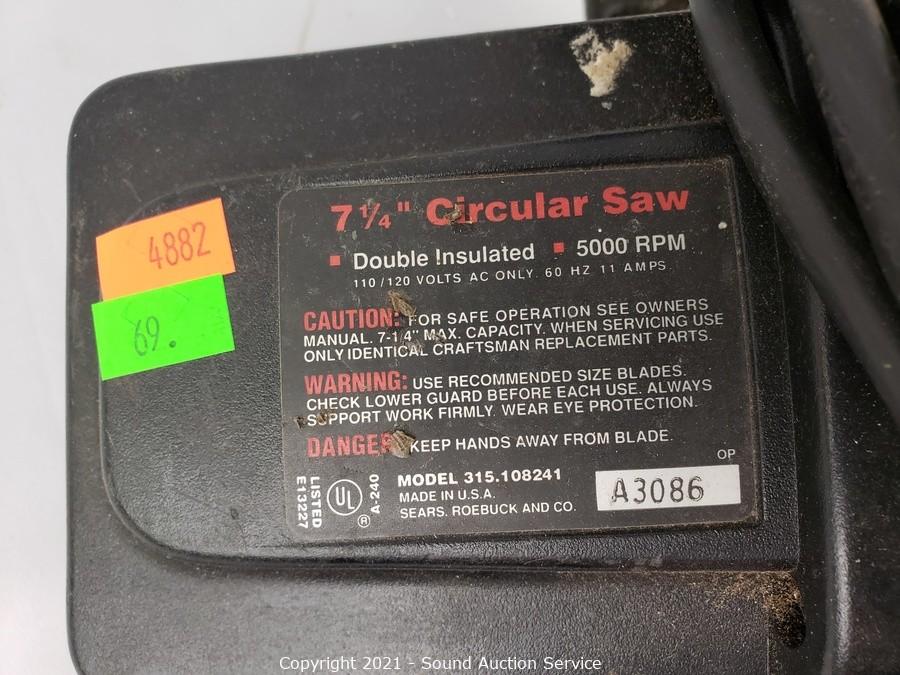 7 1/4" Circular Saw
▪ Double Insulated ▪ 5000 RPM
110/120 VOLTS AC ONLY. 60 HZ 11 AMPS.
CAUTION: FOR SAFE OPERATION SEE OWNERS
MANUAL. 7-1/4" MAX. CAPACITY. WHEN SERVICING USE
ONLY IDENTICAL CRAFTSMAN REPLACEMENT PARTS.
WARNING: USE RECOMMENDED SIZE BLADES.
CHECK LOWER GUARD BEFORE EACH USE. ALWAYS
SUPPORT WORK FIRMLY. WEAR EYE PROTECTION.
DANGER: KEEP HANDS AWAY FROM BLADE.
LISTED
E13227
UL
®
A-240
MODEL 315.108241
MADE IN U.S.A.
SEARS. ROEBUCK AND CO.
OP
A3086
4882
69.
Copyright 2021 - Sound Auction Service